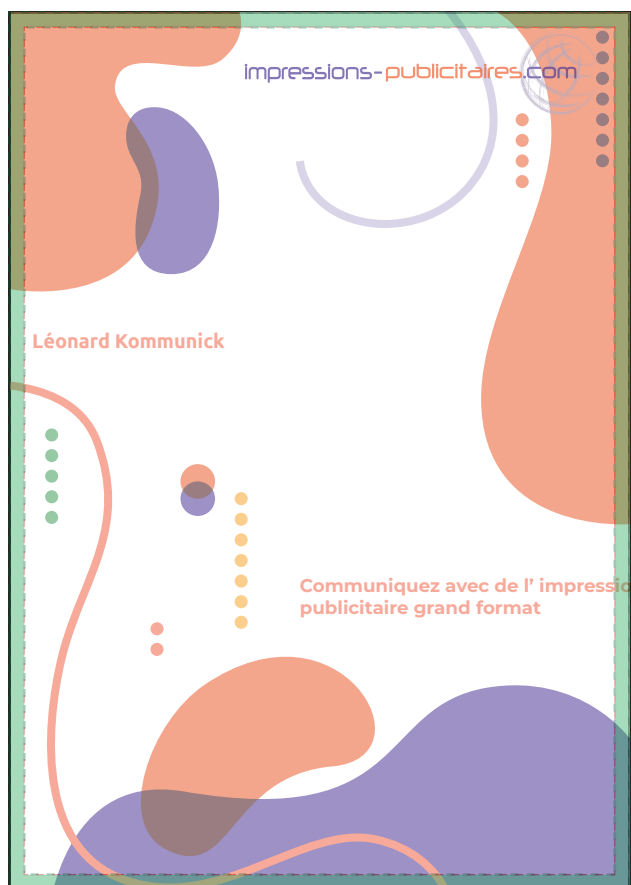 impressions-publicitaires.com
Léonard Kommunick
Communiquez avec de l’ impressio
publicitaire grand format